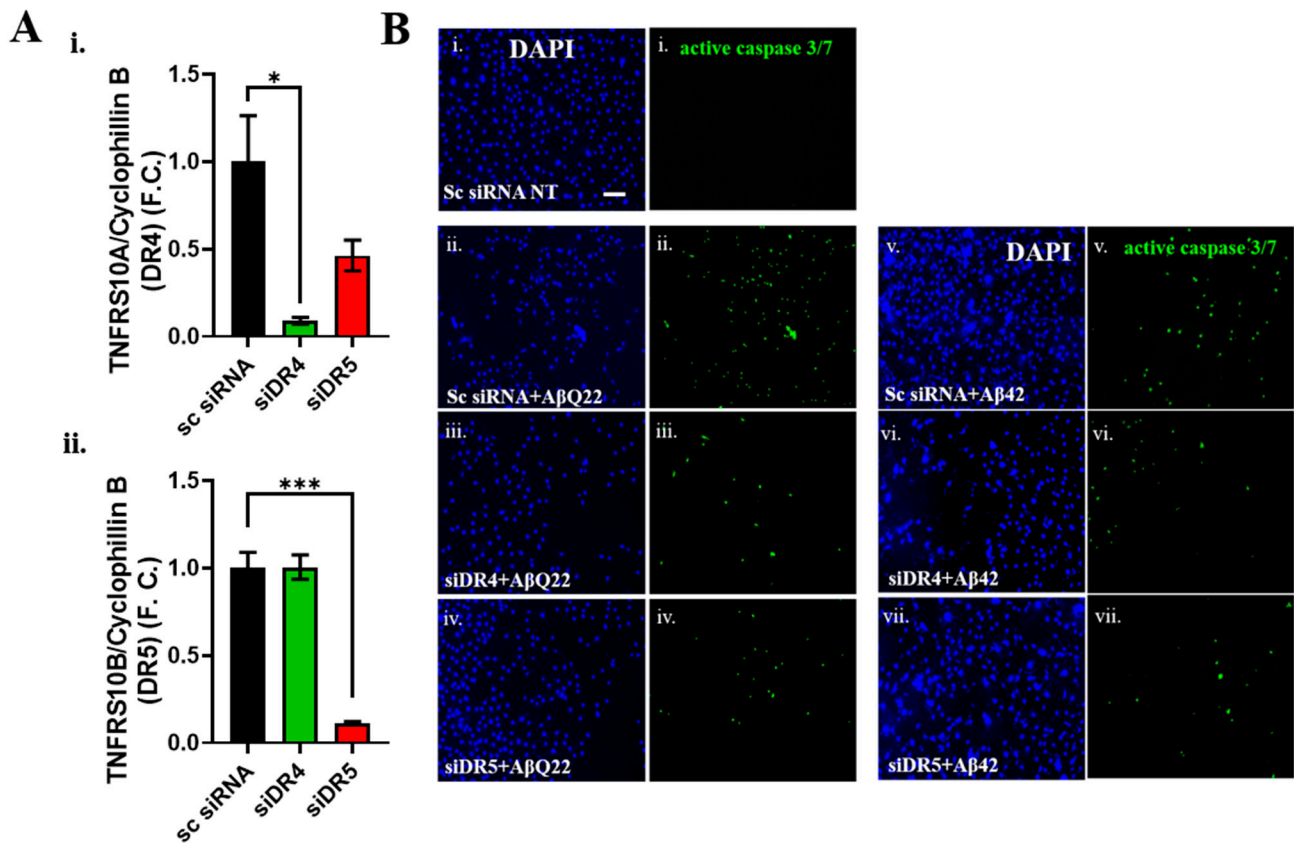 A
i.
TNFRS10A/Cyclophillin B
(DR4) (F.C.)
1.5
1.0
0.5
0.0
*
sc siRNA
siDR4
siDR5
ii.
TNFRS10B/Cyclophillin B
(DR5) (F. C.)
1.5
1.0
0.5
0.0
***
sc siRNA
siDR4
siDR5
B
i.
DAPI
Sc siRNA NT
i.
active caspase 3/7
ii.
Sc siRNA+AβQ22
ii.
v.
DAPI
Sc siRNA+Aβ42
v.
active caspase 3/7
iii.
siDR4+AβQ22
iii.
vi.
siDR4+Aβ42
vi.
iv.
siDR5+AβQ22
iv.
vii.
siDR5+Aβ42
vii.